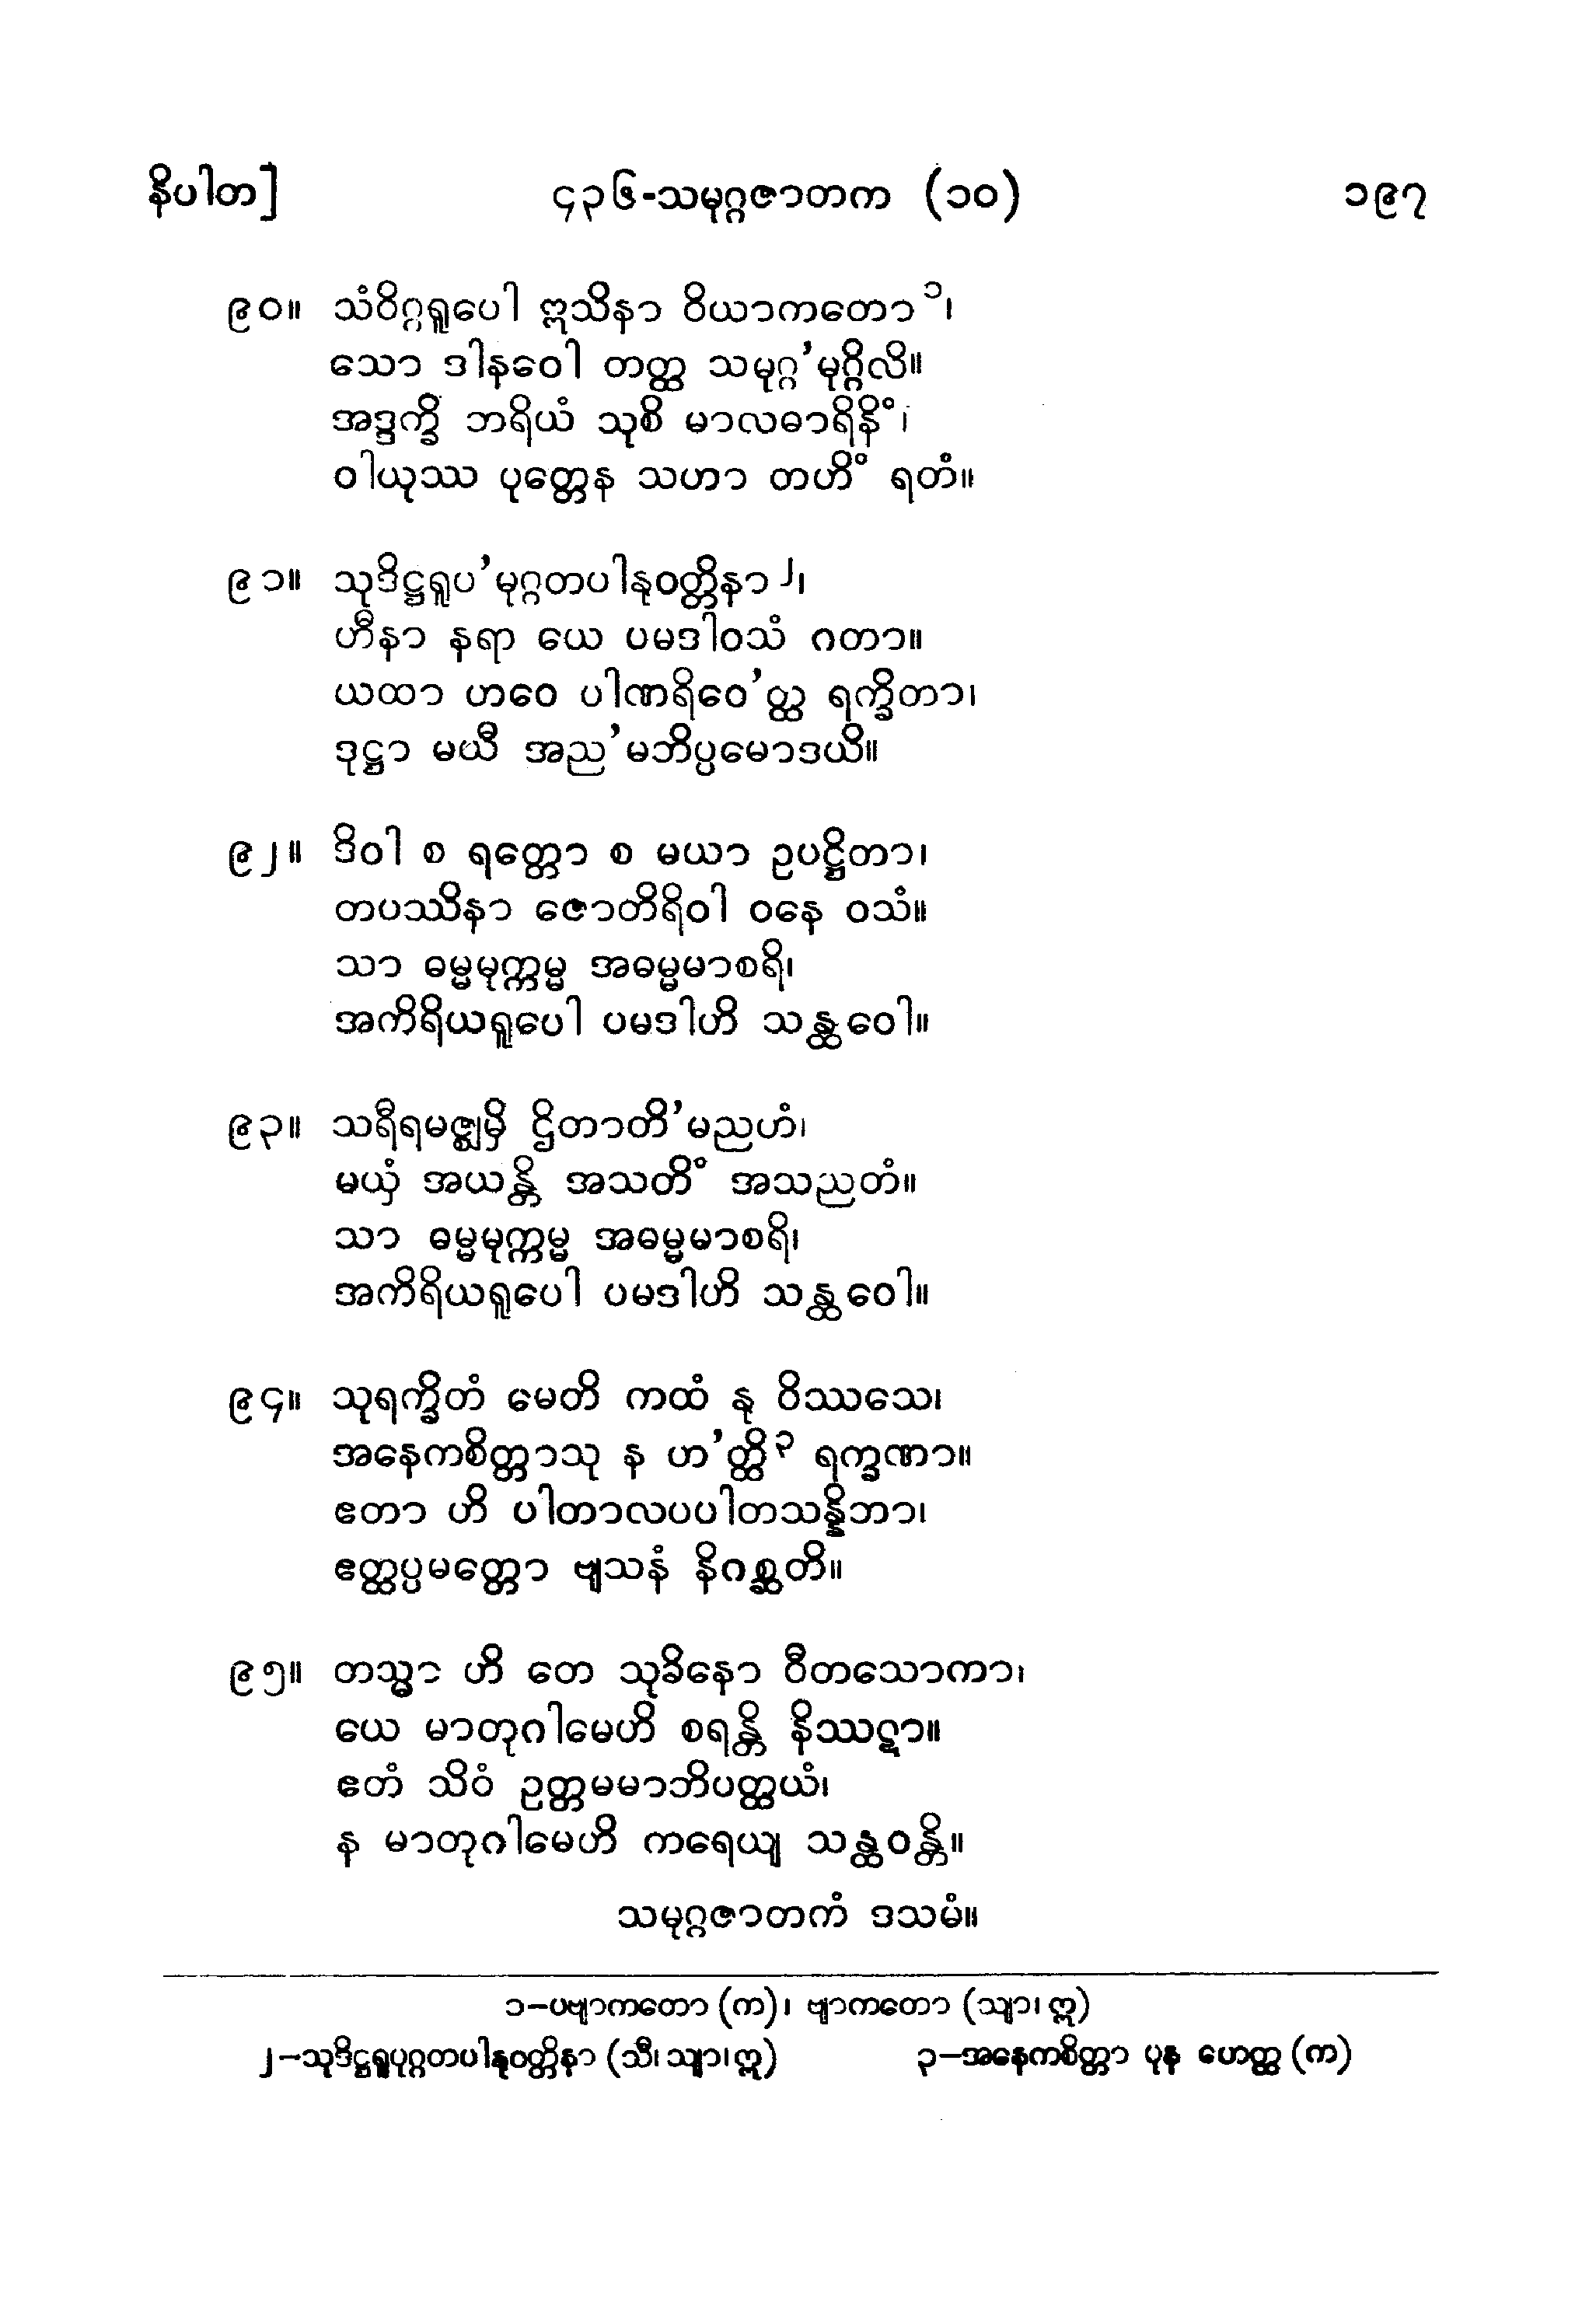 နိပါတ]	၄၃၆-သမုဂ္ဂဇာတက (၁၀)	၁၉၇
၉၀။ သံဝိဂ္ဂရူပေါ ဣသိနာ ဝိယာကတော၁၊
သော ဒါနဝေါ တတ္ထ သမုဂ္ဂ’မုဂ္ဂိလိ။
အဒ္ဒက္ခိ ဘရိယံ သုစိ မာလဓာရိနိံ၊
ဝါယုဿ ပုတ္တေန သဟာ တဟိံ ရတံ။
၉၁။ သုဒိဋ္ဌရူပ’မုဂ္ဂတပါနုဝတ္တိနာ၂၊
ဟီနာ နရာ ယေ ပမဒါဝသံ ဂတာ။
ယထာ ဟဝေ ပါဏရိဝေ’တ္ထ ရက္ခိတာ၊
ဒုဋ္ဌာ မယီ အည’မဘိပ္ပမောဒယိ။
၉၂။ ဒိဝါ စ ရတ္တော စ မယာ ဥပဋ္ဌိတာ၊
တပဿိနာ ဇောတိရိဝါ ဝနေ ဝသံ။
သာ ဓမ္မမုက္ကမ္မ အဓမ္မမာစရိ၊
အကိရိယရူပေါ ပမဒါဟိ သန္ထဝေါ။
၉၃။ သရီရမဇ္ဈမှိ ဌိတာတိ’မညဟံ၊
မယှံ အယန္တိ အသတိံ အသညတံ။
သာ ဓမ္မမုက္ကမ္မ အဓမ္မမာစရိ၊
အကိရိယရူပေါ ပမဒါဟိ သန္ထဝေါ။
၉၄။ သုရက္ခိတံ မေတိ ကထံ နု ဝိဿသေ၊
အနေကစိတ္တာသု န ဟ’တ္ထိ၃ ရက္ခဏာ။
ဧတာ ဟိ ပါတာလပပါတသန္နိဘာ၊
ဧတ္ထပ္ပမတ္တော ဗျသနံ နိဂစ္ဆတိ။
၉၅။ တသ္မာ ဟိ တေ သုခိနော ဝီတသောကာ၊
ယေ မာတုဂါမေဟိ စရန္တိ နိဿဋာ။
ဧတံ သိဝံ ဥတ္တမမာဘိပတ္ထယံ၊
န မာတုဂါမေဟိ ကရေယျ သန္ထဝန္တိ။
သမုဂ္ဂဇာတကံ ဒသမံ။
၁–ပဗျာကတော (က)၊ ဗျာကတော (သျာ၊ ဣ)
၂–သုဒိဋ္ဌရူပုဂ္ဂတပါနုဝတ္တိနာ (သီ၊ သျာ၊ ဣ)	၃–အနေကစိတ္တာ ပုန ဟေတ္ထ (က)